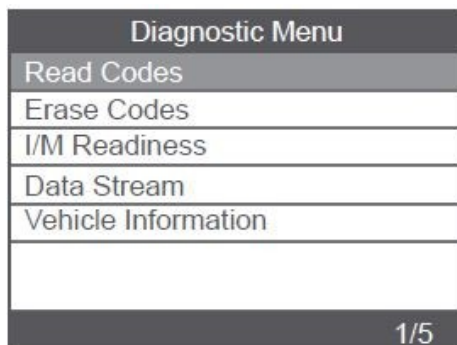 Diagnostic Menu
Read Codes
Erase Codes
I/M Readiness
Data Stream
Vehicle Information
1/5